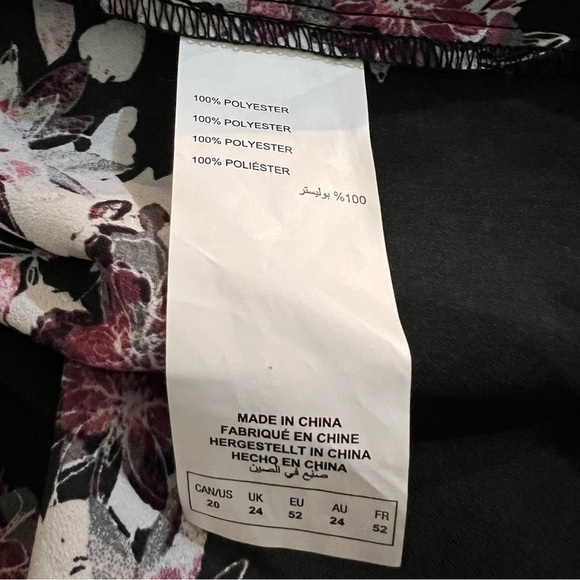 100% POLYESTER
100% POLYESTER
100% POLYESTER
100% POLIÉSTER
100% بوليستر
MADE IN CHINA
FABRIQUÉ EN CHINE
HERGESTELLT IN CHINA
HECHO EN CHINA
صنع في الصين
CAN/US UK EU AU FR
20 24 52 24 52